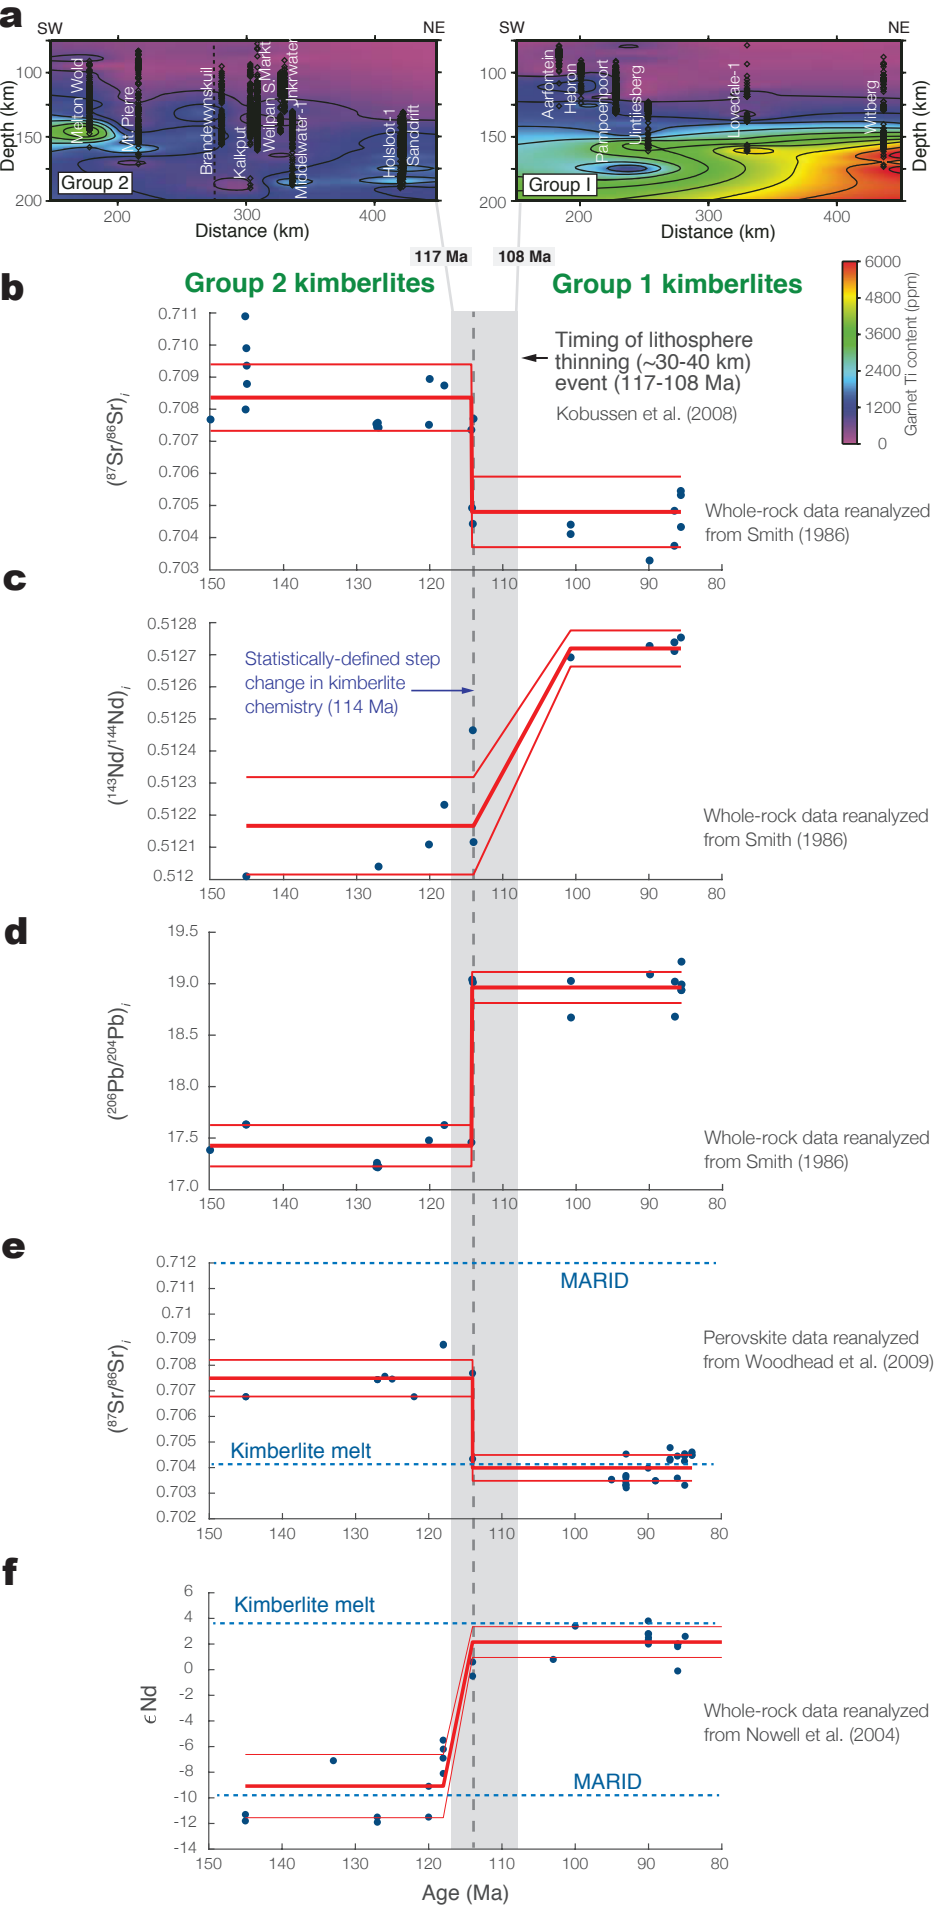 a
SW
NE
SW
NE
Depth (km)
100
150
200
Melton Wold
Mt. Pierre
Brandewynskuil
Kalkput
Wellpan S.
Markt
Middelwater-1
Inkrwater
Holsloot-1
Sanddrift
Group 2
200
300
400
Distance (km)
100
150
200
Aarfontein
Hebron
Pampoenpoort
Uintjiesberg
Lovedale-1
Witberg
Group I
Depth (km)
200
300
400
Distance (km)
117 Ma
108 Ma
b
Group 2 kimberlites
Group 1 kimberlites
6000
4800
3600
2400
1200
0
Garnet Ti content (ppm)
Timing of lithosphere
thinning (~30-40 km)
event (117-108 Ma)
Kobussen et al. (2008)
(⁸⁷Sr/⁸⁶Sr)ᵢ
0.711
0.710
0.709
0.708
0.707
0.706
0.705
0.704
0.703
Whole-rock data reanalyzed
from Smith (1986)
150 140 130 120 110 100 90 80
c
(¹⁴³Nd/¹⁴⁴Nd)ᵢ
0.5128
0.5127
0.5126
0.5125
0.5124
0.5123
0.5122
0.5121
0.512
Statistically-defined step
change in kimberlite
chemistry (114 Ma)
Whole-rock data reanalyzed
from Smith (1986)
150 140 130 120 110 100 90 80
d
(²⁰⁶Pb/²⁰⁴Pb)ᵢ
19.5
19.0
18.5
18.0
17.5
17.0
Whole-rock data reanalyzed
from Smith (1986)
150 140 130 120 110 100 90 80
e
(⁸⁷Sr/⁸⁶Sr)ᵢ
0.712
0.711
0.71
0.709
0.708
0.707
0.706
0.705
0.704
0.703
0.702
MARID
Perovskite data reanalyzed
from Woodhead et al. (2009)
Kimberlite melt
150 140 130 120 110 100 90 80
f
ϵNd
6
4
2
0
-2
-4
-6
-8
-10
-12
-14
Kimberlite melt
Whole-rock data reanalyzed
from Nowell et al. (2004)
MARID
150 140 130 120 110 100 90 80
Age (Ma)